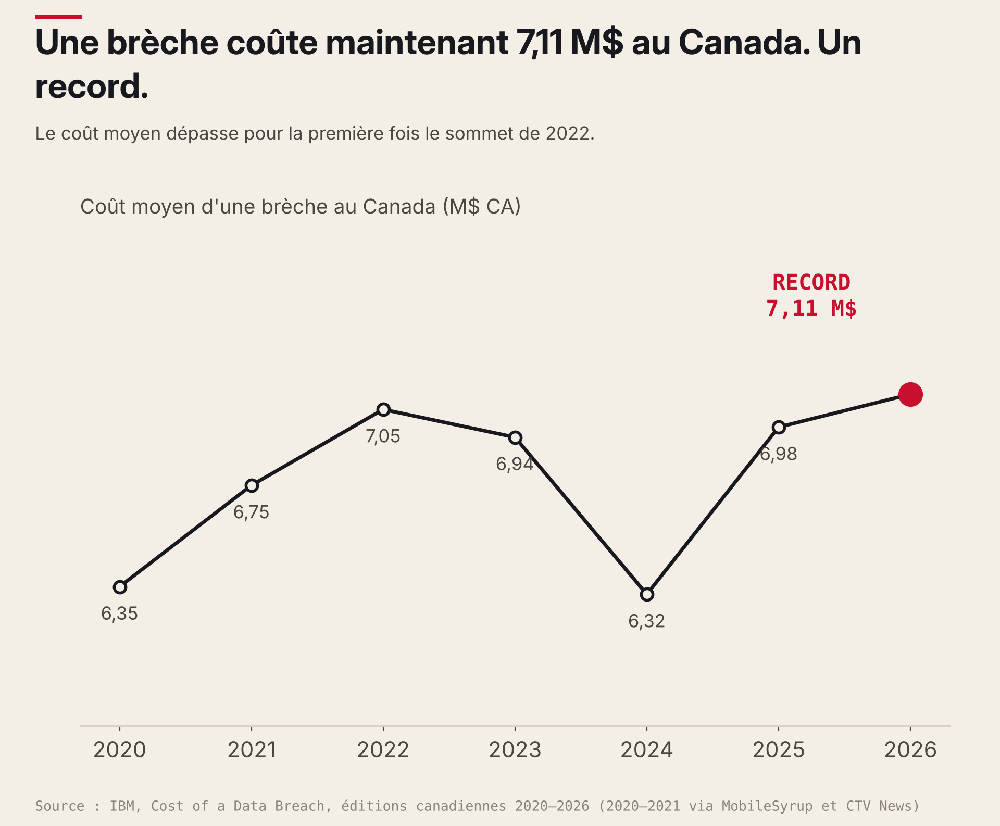 Une brèche coûte maintenant 7,11 M$ au Canada. Un
record.
Le coût moyen dépasse pour la première fois le sommet de 2022.
Coût moyen d'une brèche au Canada (M$ CA)
RECORD
7,11 M$
7,05
6,94
6,98
6,75
6,35
6,32
2020 2021 2022 2023 2024 2025 2026
Source : IBM, Cost of a Data Breach, éditions canadiennes 2020–2026 (2020–2021 via MobileSyrup et CTV News)